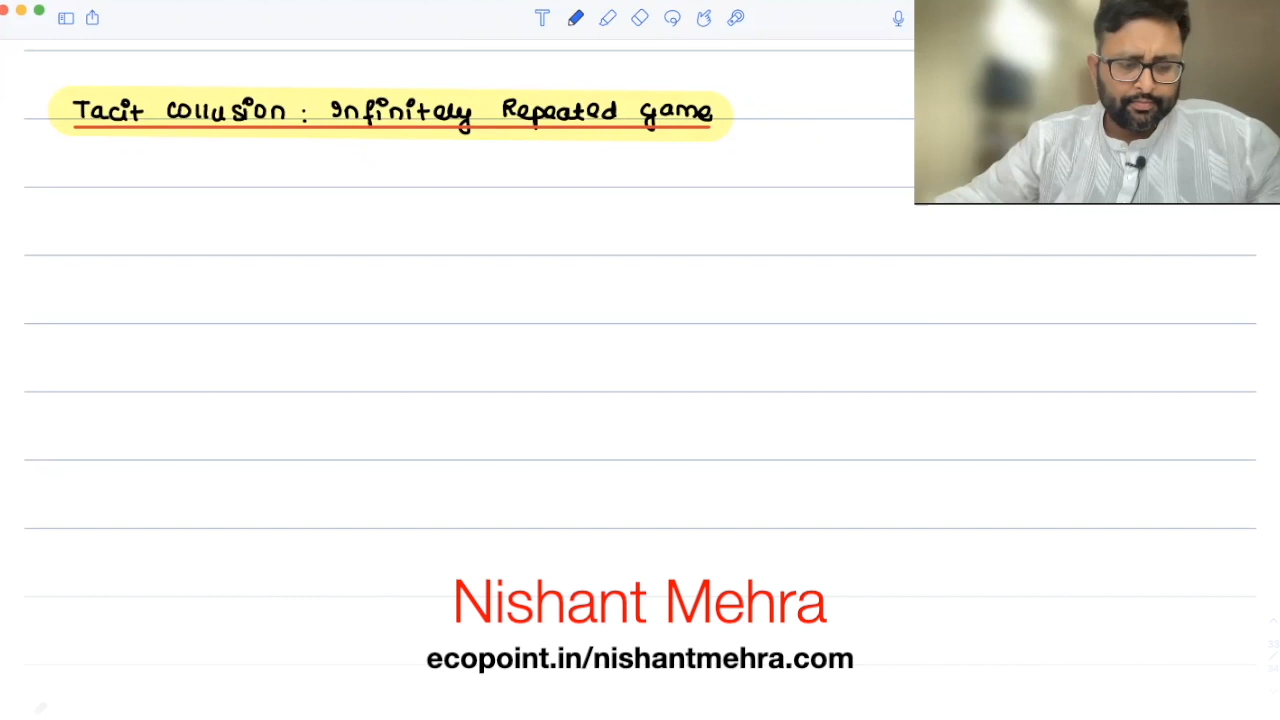 Tacit collusion : Infinitely Repeated game
Nishant Mehra
ecopoint.in/nishantmehra.com